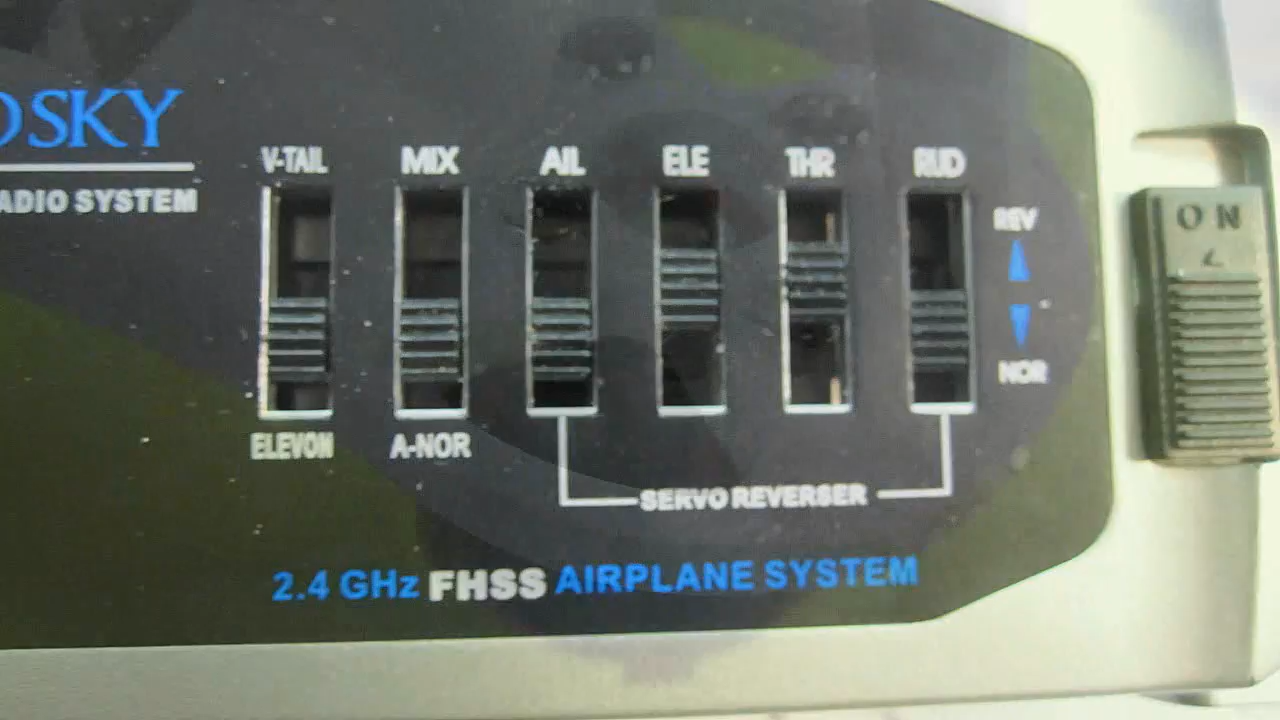 OSKY
ADIO SYSTEM
V-TAIL MIX AIL ELE THR RUD
REV
NOR
ELEVON A-NOR
SERVO REVERSER
2.4 GHz FHSS AIRPLANE SYSTEM
ON